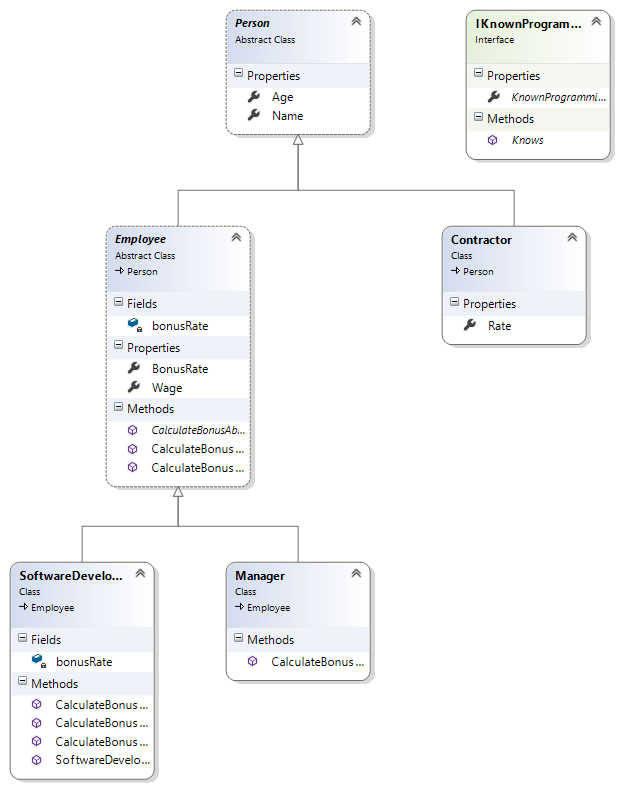 Person
Abstract Class
Properties
Age
Name
IKnownProgram...
Interface
Properties
KnownProgrammi...
Methods
Knows
Employee
Abstract Class
Person
Fields
bonusRate
Properties
BonusRate
Wage
Methods
CalculateBonusAb...
CalculateBonus...
CalculateBonus...
Contractor
Class
Person
Properties
Rate
SoftwareDevelo...
Class
Employee
Fields
bonusRate
Methods
CalculateBonus...
CalculateBonus...
CalculateBonus...
SoftwareDevelo...
Manager
Class
Employee
Methods
CalculateBonus...